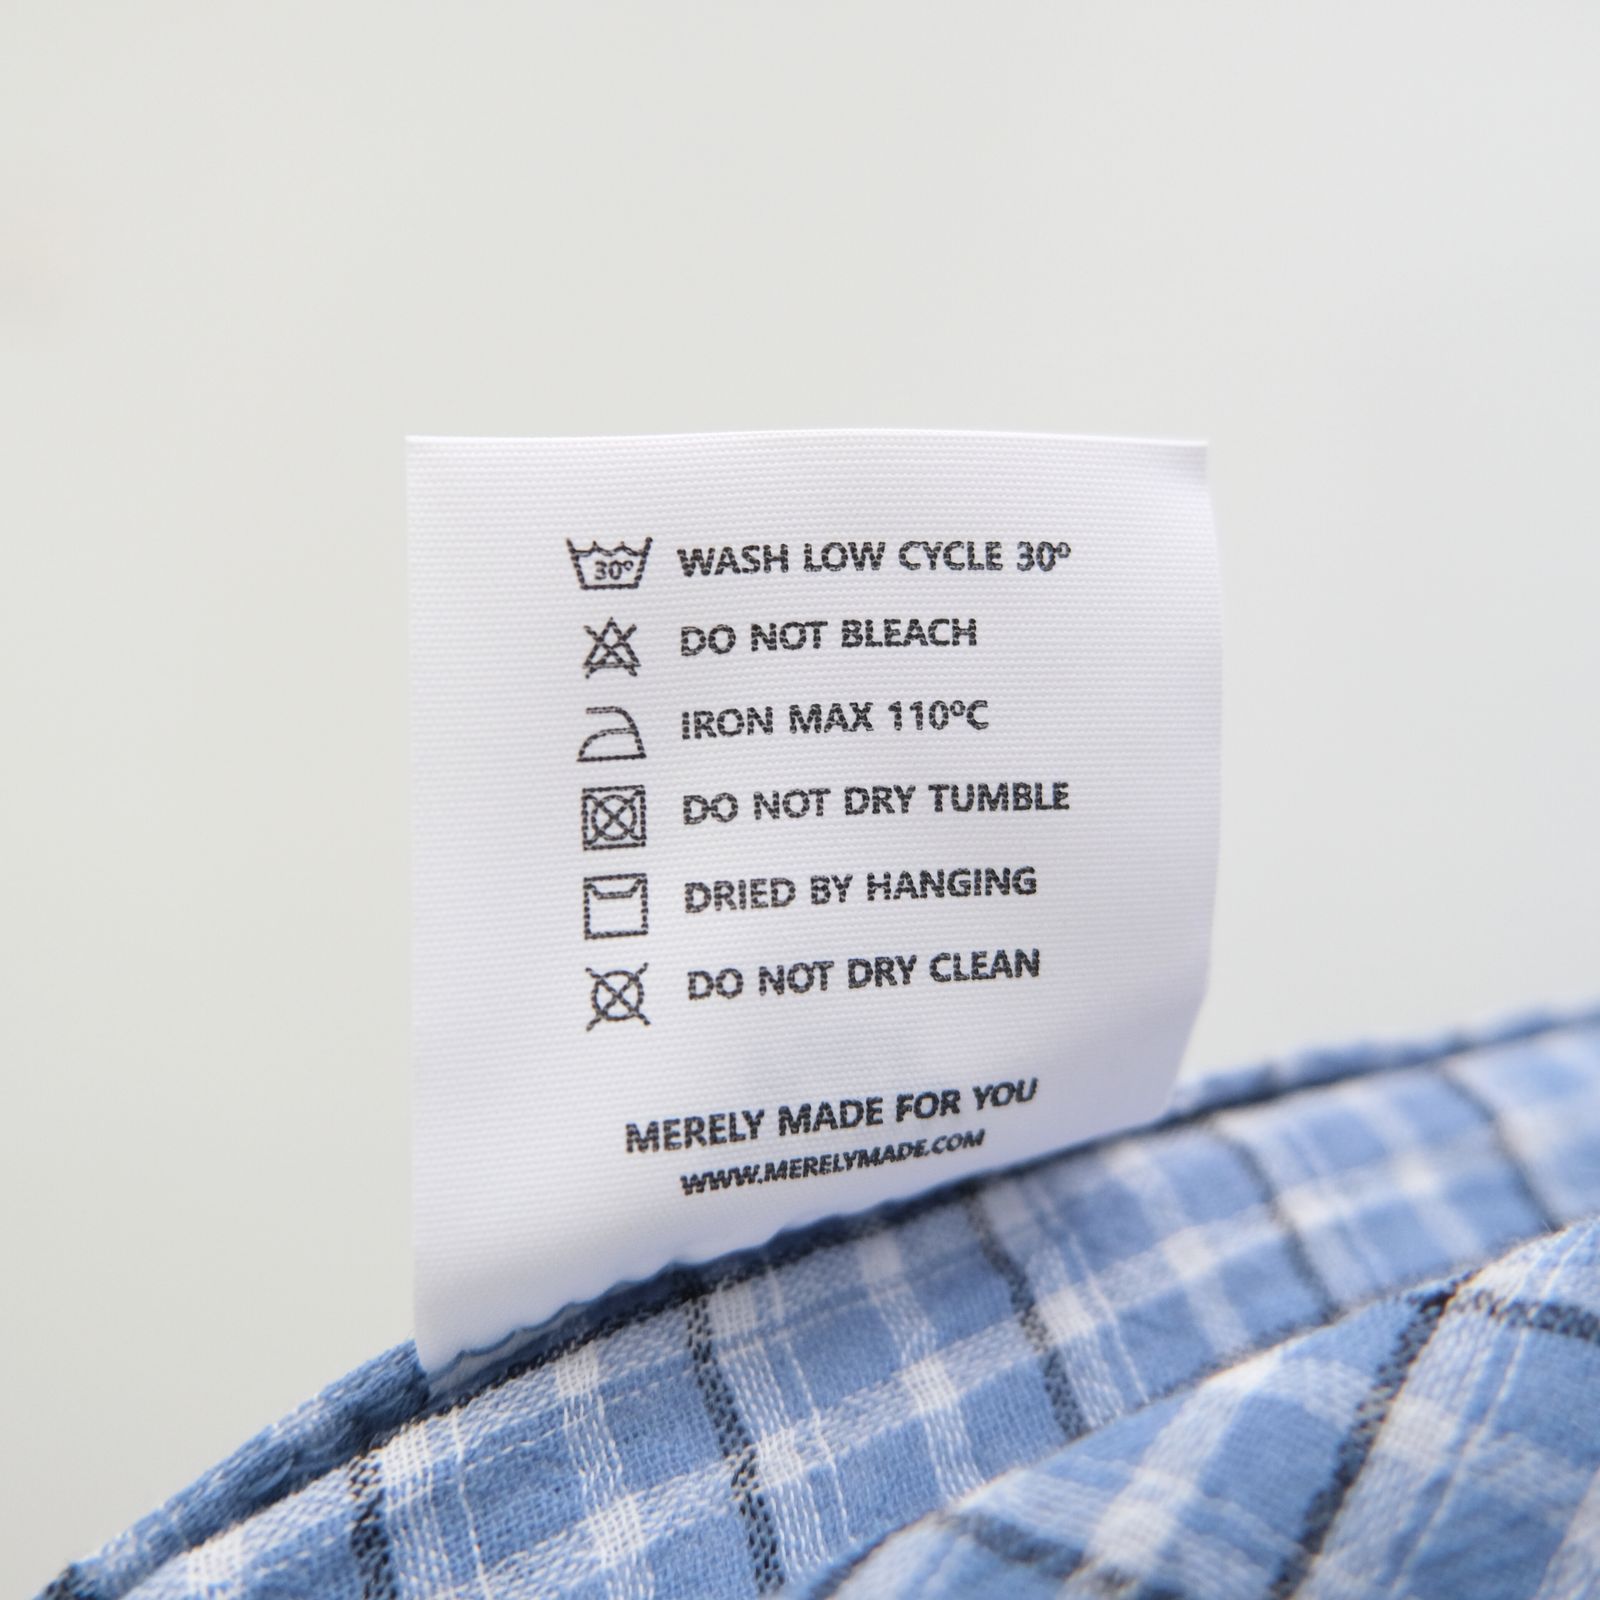 30º WASH LOW CYCLE 30º
DO NOT BLEACH
IRON MAX 110ºC
DO NOT DRY TUMBLE
DRIED BY HANGING
DO NOT DRY CLEAN
MERELY MADE FOR YOU
WWW.MERELYMADE.COM